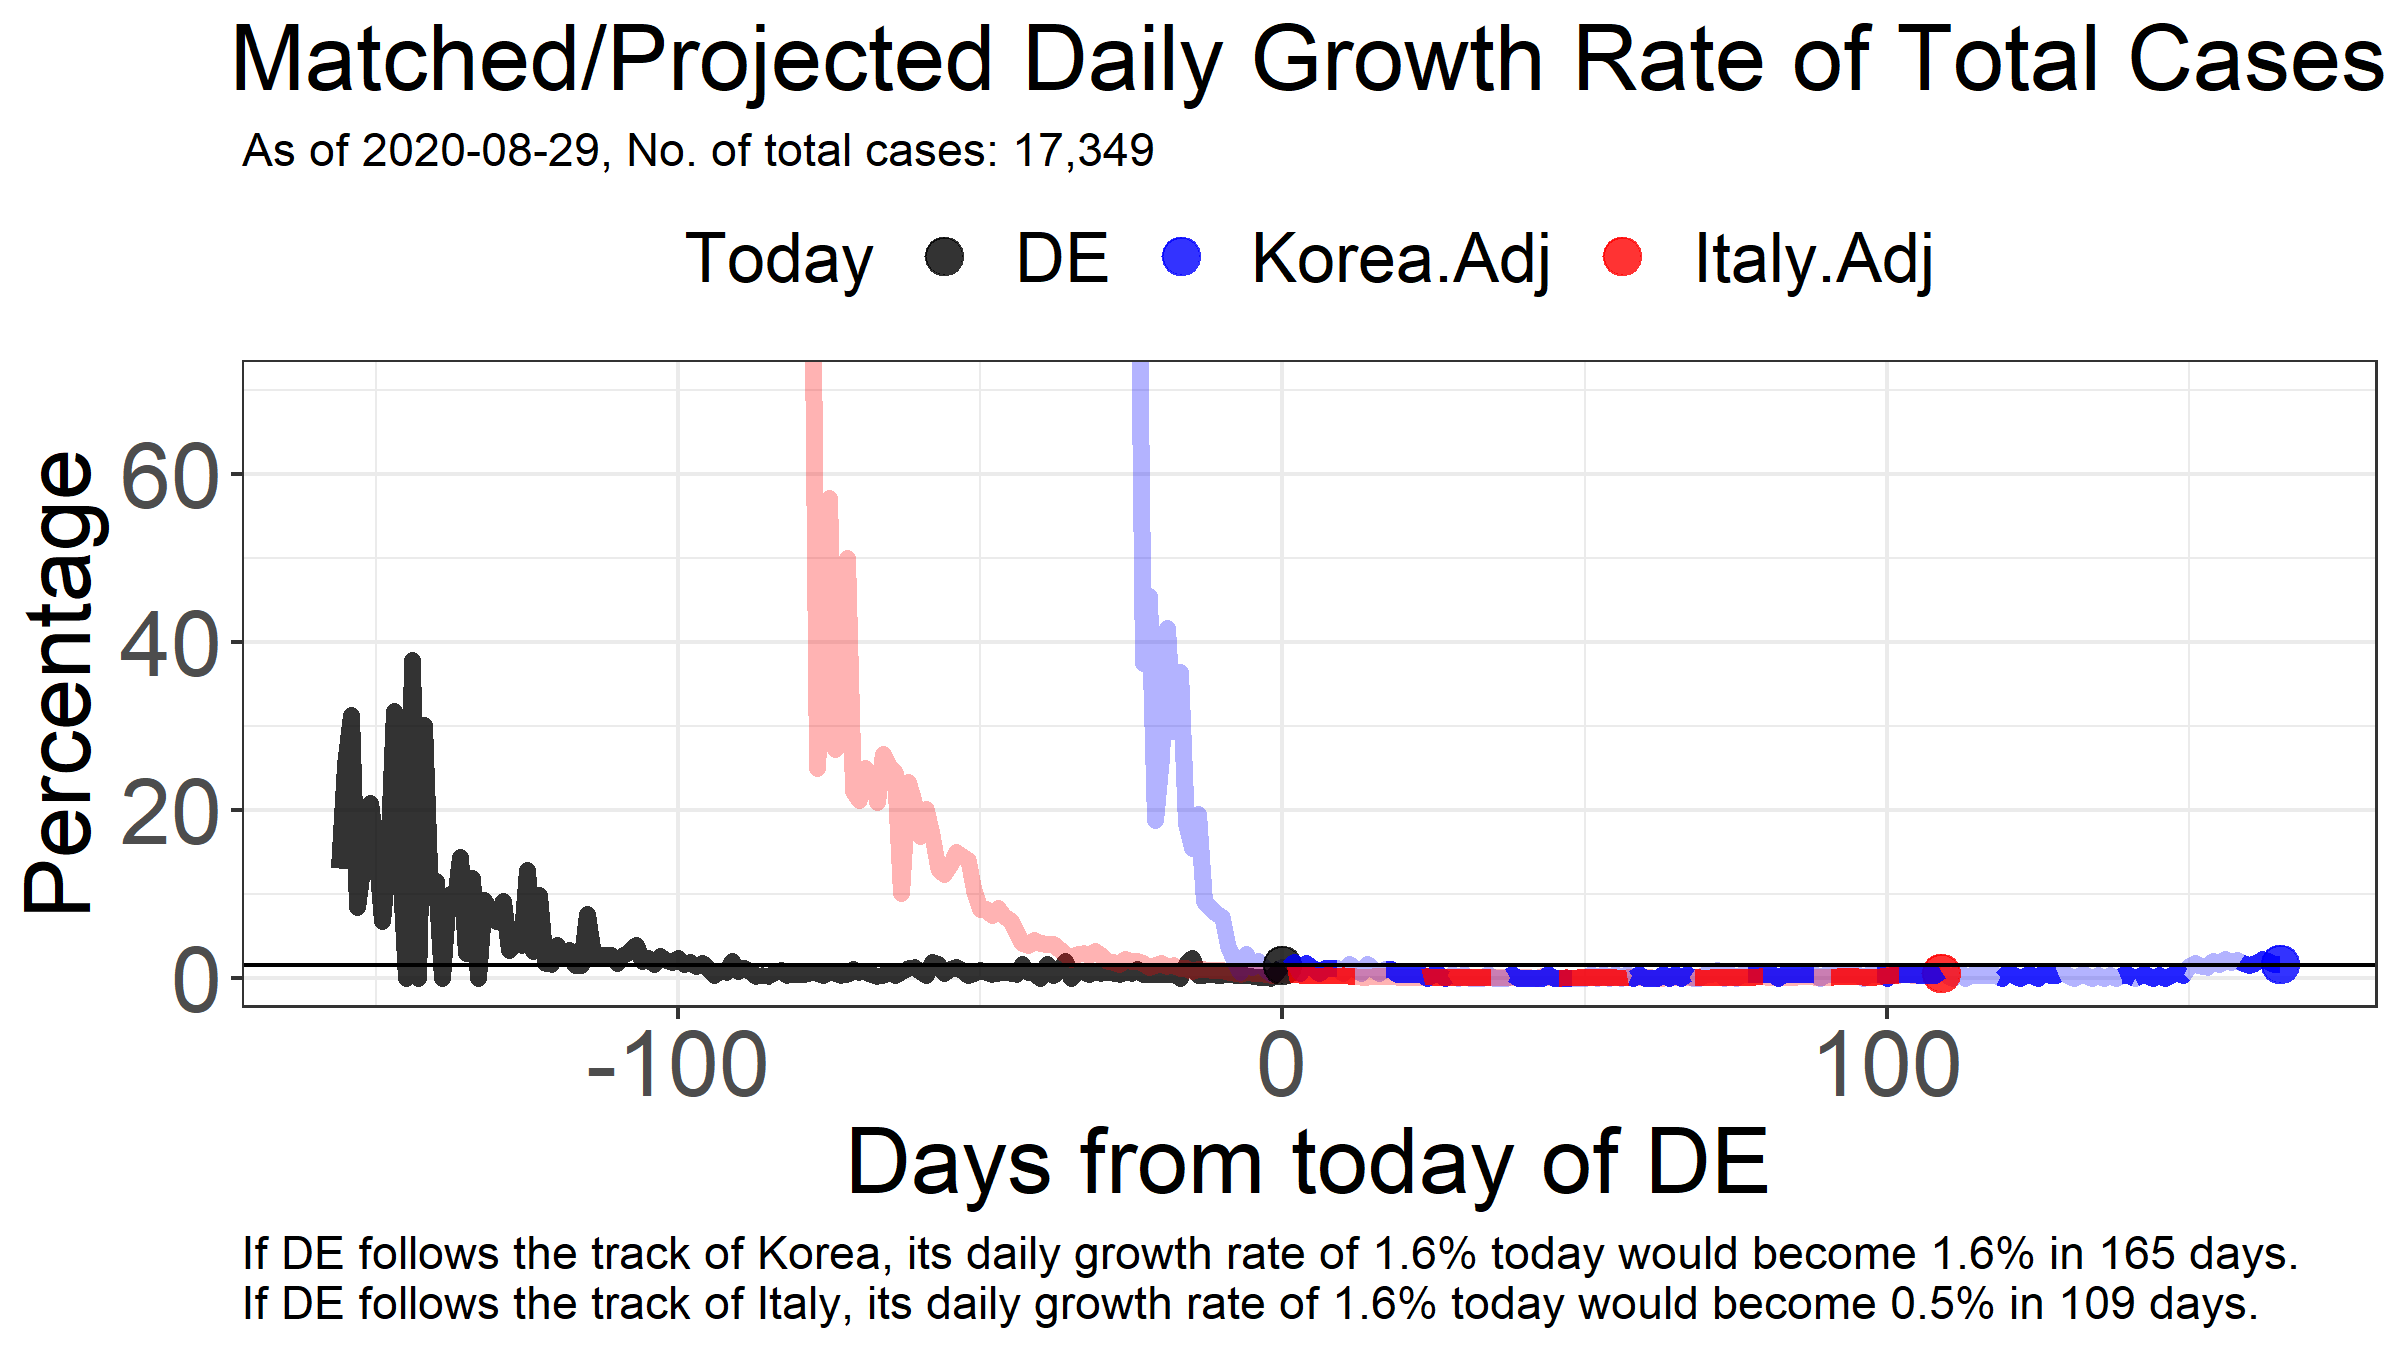 Matched/Projected Daily Growth Rate of Total Cases
As of 2020-08-29, No. of total cases: 17,349
Today DE Korea.Adj Italy.Adj
Percentage
60
40
20
0
-100 0 100
Days from today of DE
If DE follows the track of Korea, its daily growth rate of 1.6% today would become 1.6% in 165 days.
If DE follows the track of Italy, its daily growth rate of 1.6% today would become 0.5% in 109 days.